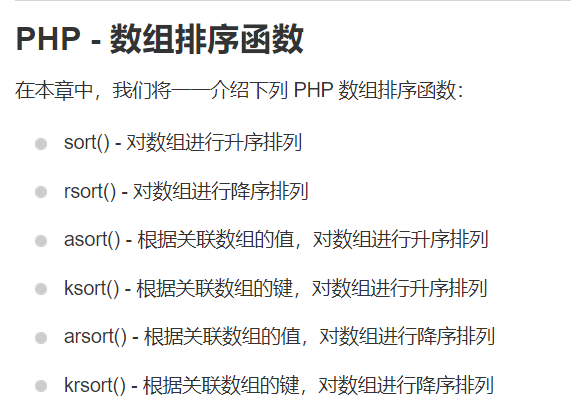 PHP - 数组排序函数
在本章中，我们将一一介绍下列 PHP 数组排序函数：
sort() - 对数组进行升序排列
rsort() - 对数组进行降序排列
asort() - 根据关联数组的值，对数组进行升序排列
ksort() - 根据关联数组的键，对数组进行升序排列
arsort() - 根据关联数组的值，对数组进行降序排列
krsort() - 根据关联数组的键，对数组进行降序排列